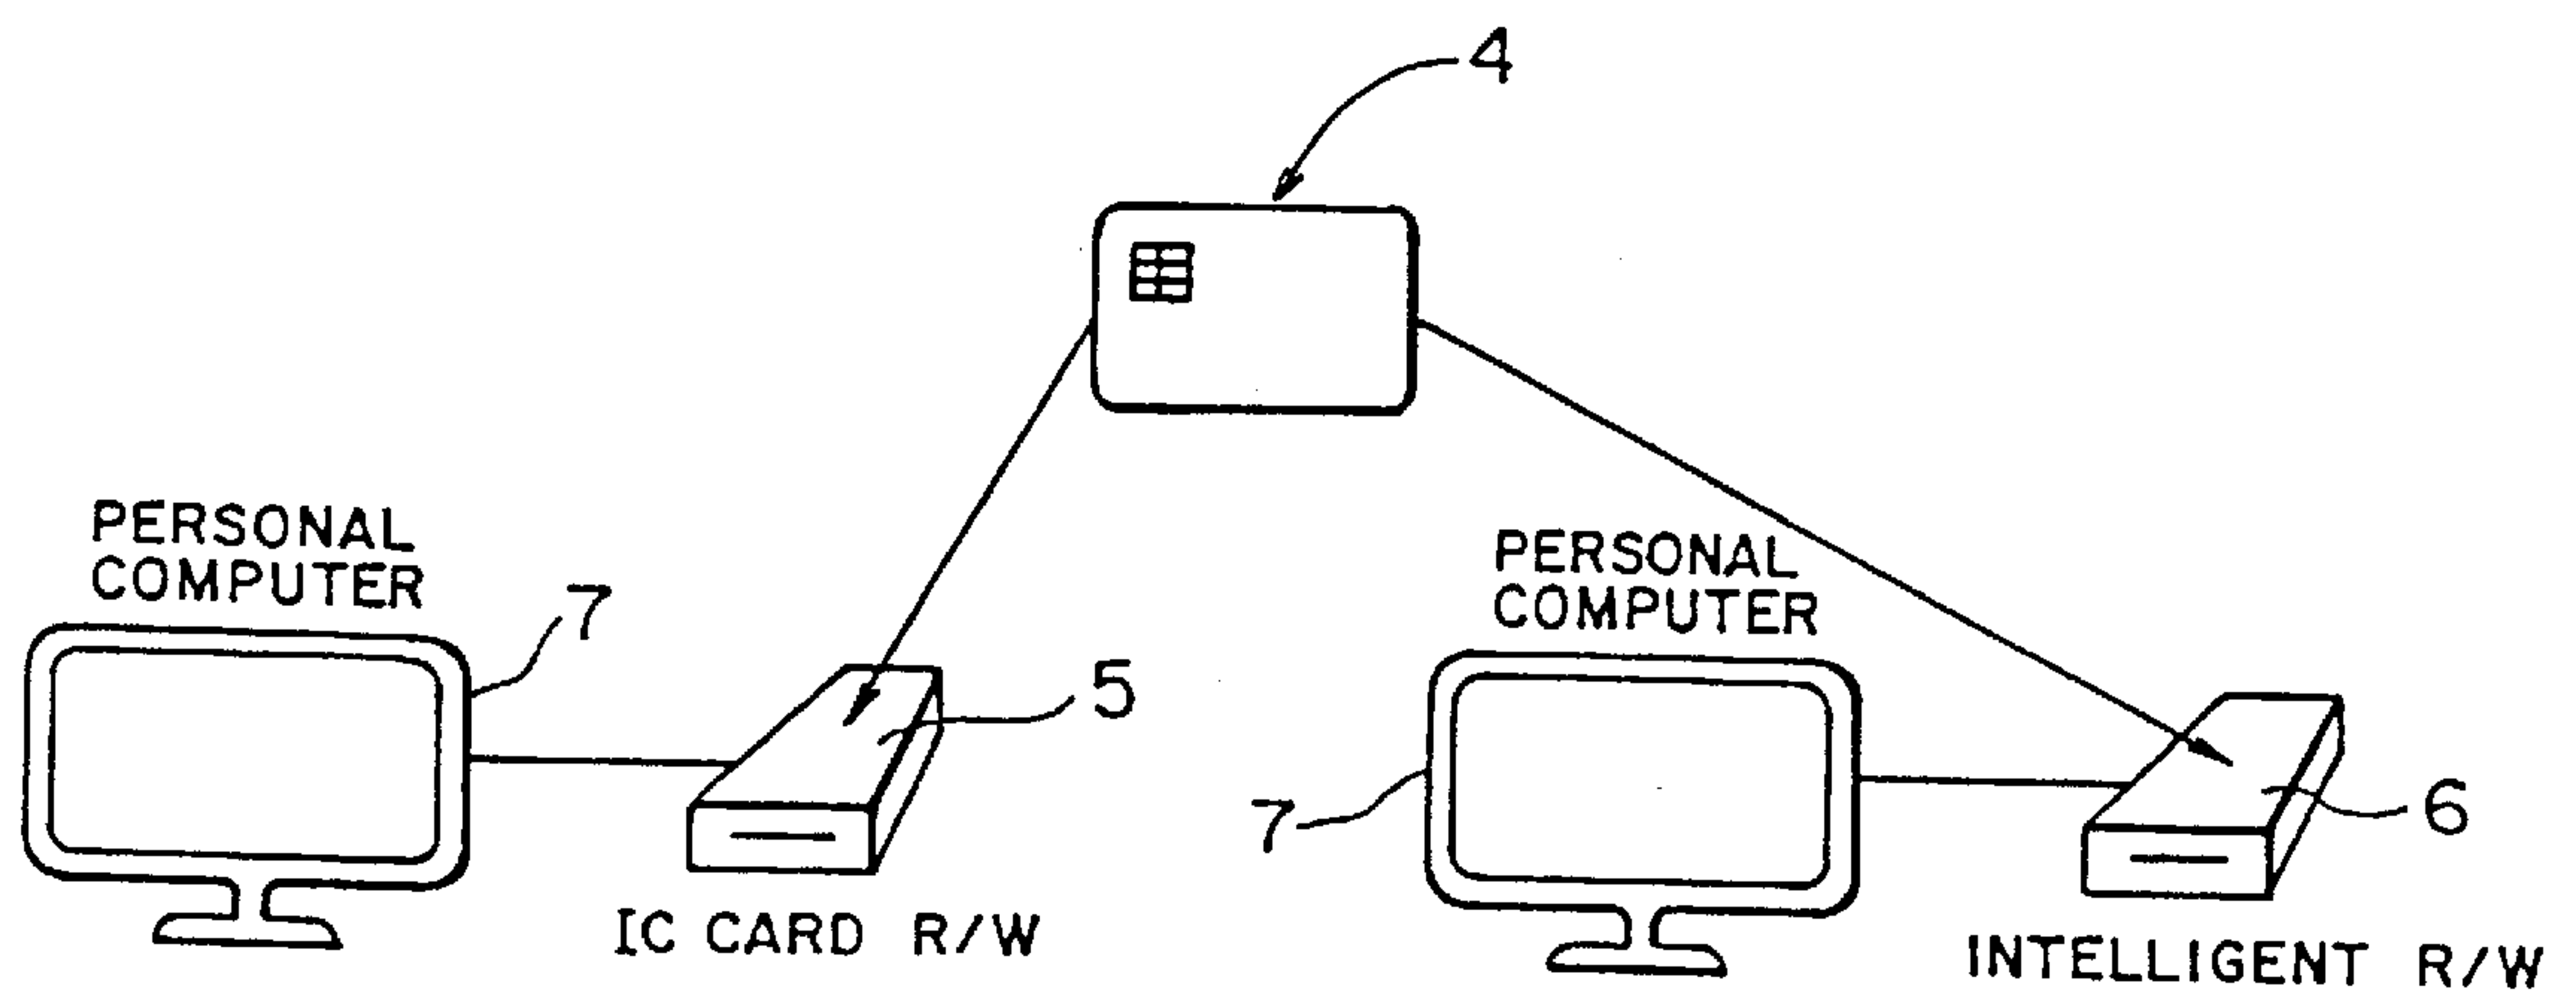 4
PERSONAL
COMPUTER
7
5
IC CARD R/W
PERSONAL
COMPUTER
7
6
INTELLIGENT R/W